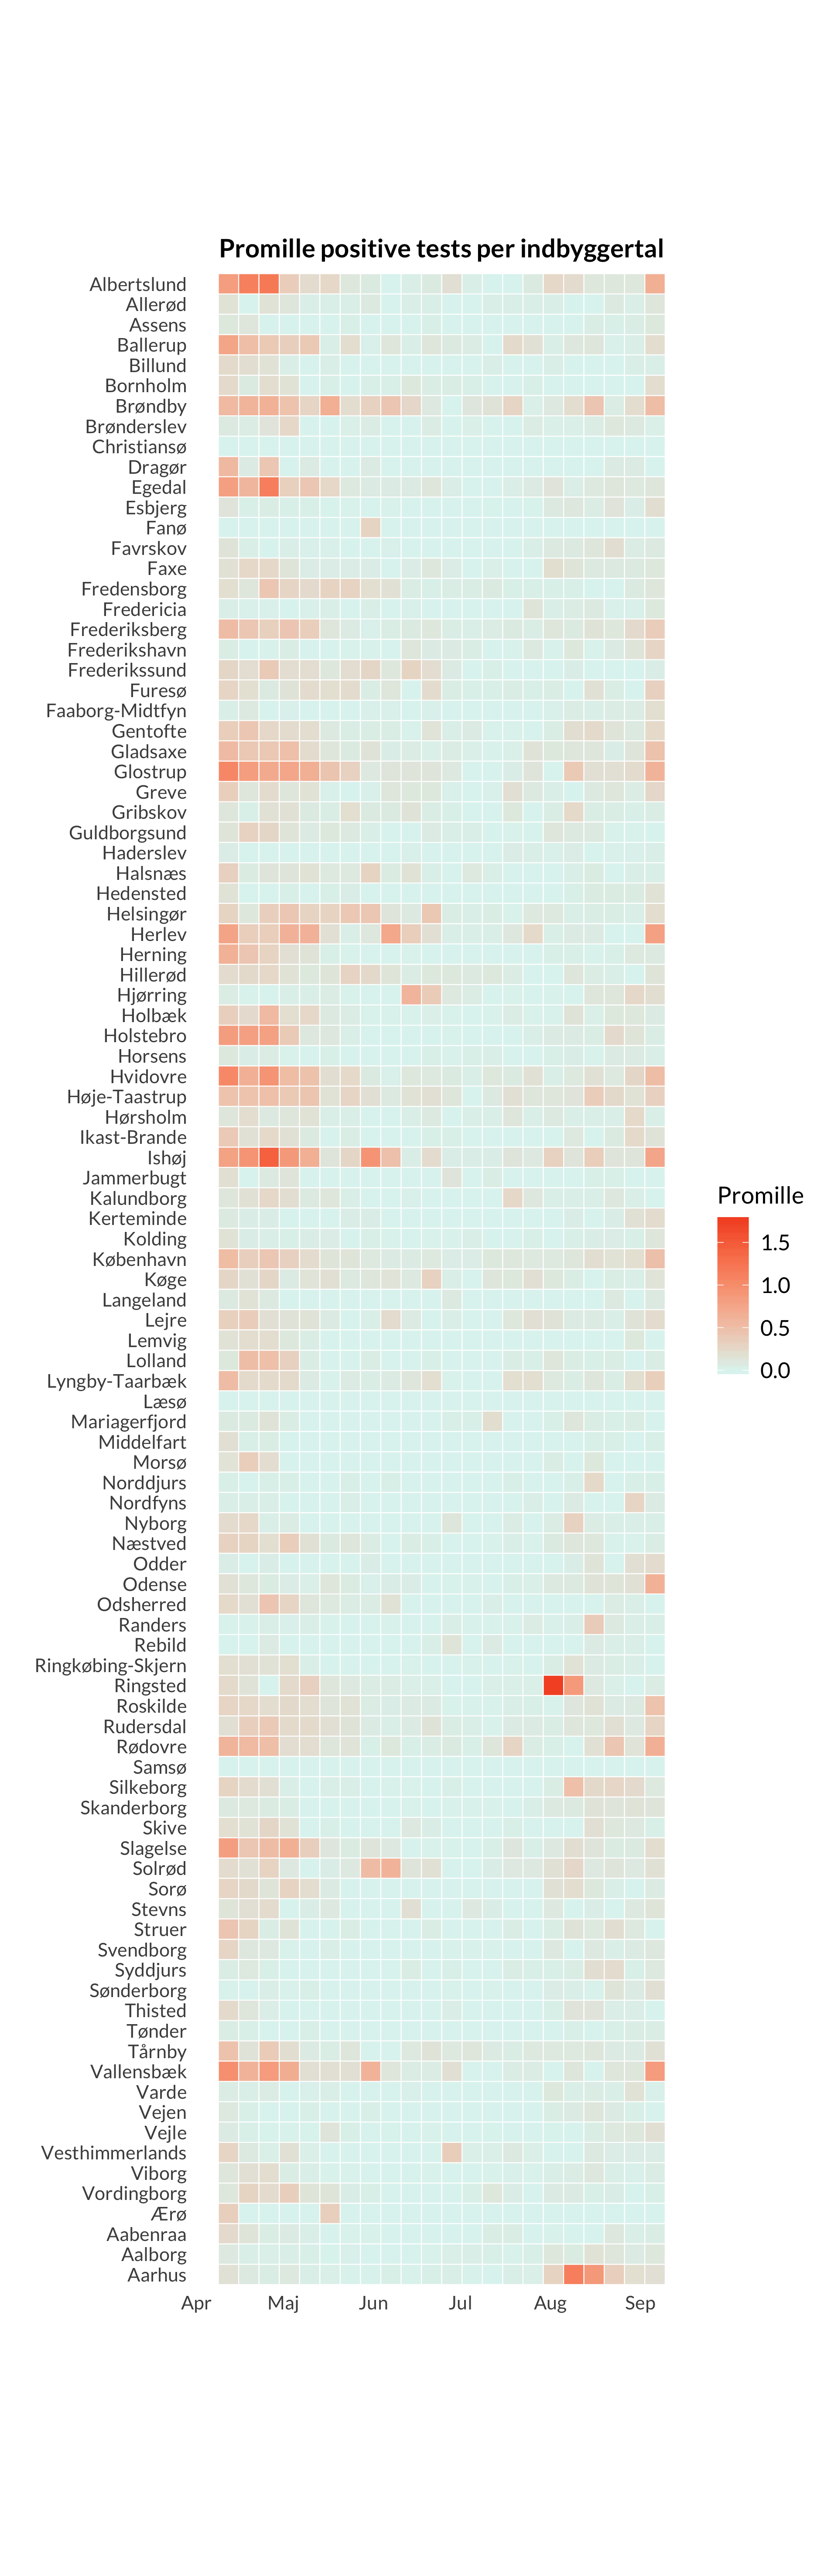 Promille positive tests per indbyggertal
Albertslund
Allerød
Assens
Ballerup
Billund
Bornholm
Brøndby
Brønderslev
Christiansø
Dragør
Egedal
Esbjerg
Fanø
Favrskov
Faxe
Fredensborg
Fredericia
Frederiksberg
Frederikshavn
Frederikssund
Furesø
Faaborg-Midtfyn
Gentofte
Gladsaxe
Glostrup
Greve
Gribskov
Guldborgsund
Haderslev
Halsnæs
Hedensted
Helsingør
Herlev
Herning
Hillerød
Hjørring
Holbæk
Holstebro
Horsens
Hvidovre
Høje-Taastrup
Hørsholm
Ikast-Brande
Ishøj
Jammerbugt
Kalundborg
Kerteminde
Kolding
København
Køge
Langeland
Lejre
Lemvig
Lolland
Lyngby-Taarbæk
Læsø
Mariagerfjord
Middelfart
Morsø
Norddjurs
Nordfyns
Nyborg
Næstved
Odder
Odense
Odsherred
Randers
Rebild
Ringkøbing-Skjern
Ringsted
Roskilde
Rudersdal
Rødovre
Samsø
Silkeborg
Skanderborg
Skive
Slagelse
Solrød
Sorø
Stevns
Struer
Svendborg
Syddjurs
Sønderborg
Thisted
Tønder
Tårnby
Vallensbæk
Varde
Vejen
Vejle
Vesthimmerlands
Viborg
Vordingborg
Ærø
Aabenraa
Aalborg
Aarhus
Apr Maj Jun Jul Aug Sep
Promille
1.5
1.0
0.5
0.0